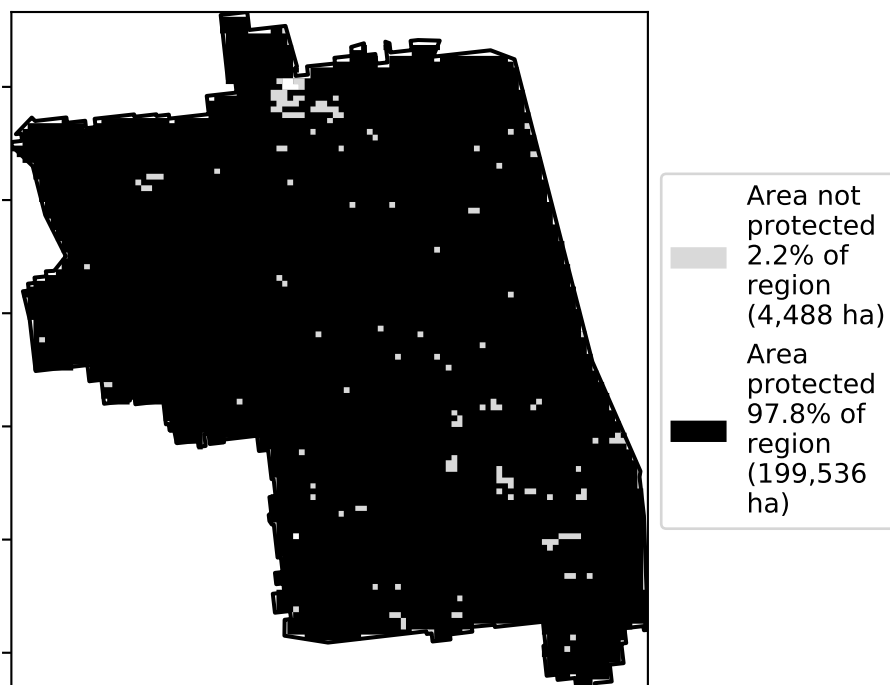 Area not
protected
2.2% of
region
(4,488 ha)
Area
protected
97.8% of
region
(199,536
ha)